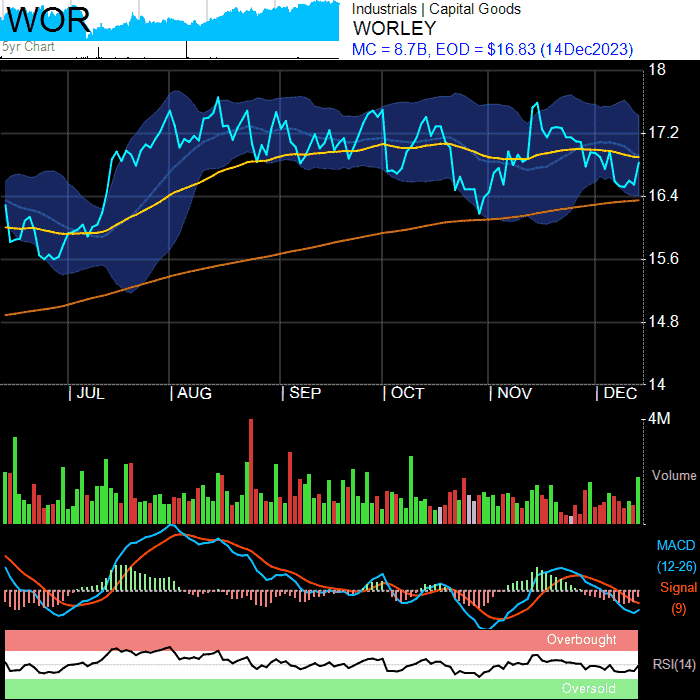 WOR
5yr Chart
Industrials | Capital Goods
WORLEY
MC = 8.7B, EOD = $16.83 (14Dec2023)
18
17.2
16.4
15.6
14.8
14
JUL AUG SEP OCT NOV DEC
4M
Volume
MACD
(12-26)
Signal
(9)
Overbought
RSI(14)
Oversold